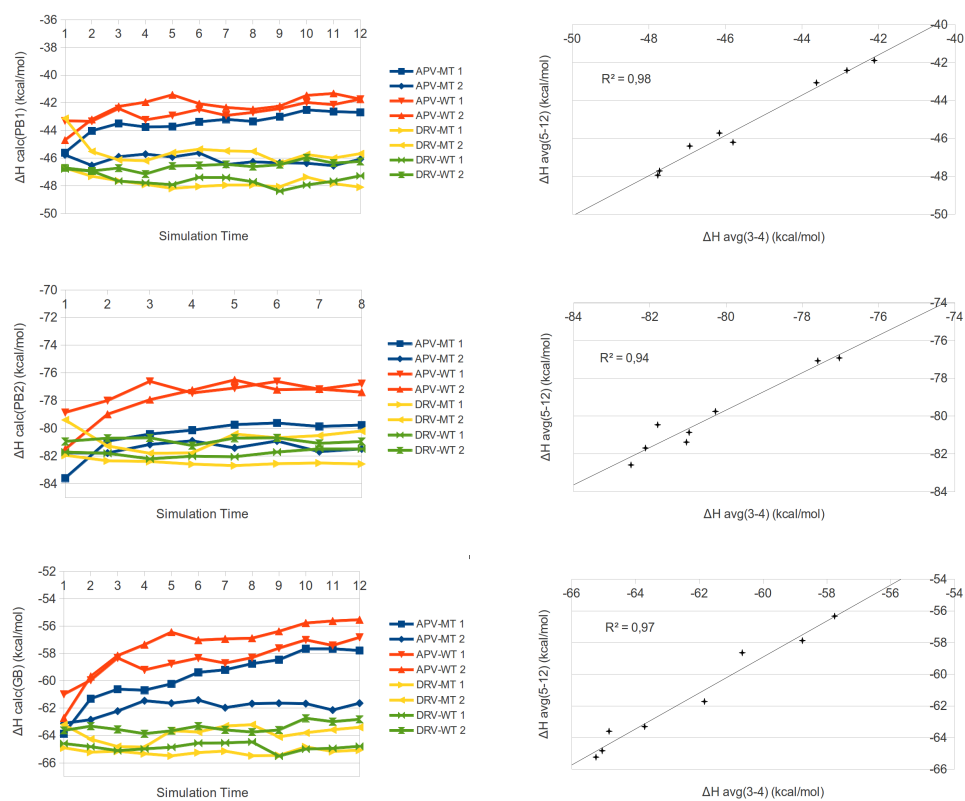 ΔH calc(PB1) (kcal/mol)
-36
-38
-40
-42
-44
-46
-48
-50
1 2 3 4 5 6 7 8 9 10 11 12
Simulation Time
APV-MT 1
APV-MT 2
APV-WT 1
APV-WT 2
DRV-MT 1
DRV-MT 2
DRV-WT 1
DRV-WT 2
-50 -48 -46 -44 -42 -40
R² = 0,98
ΔH avg(5-12) (kcal/mol)
-40
-42
-44
-46
-48
-50
ΔH avg(3-4) (kcal/mol)
ΔH calc(PB2) (kcal/mol)
-70
-72
-74
-76
-78
-80
-82
-84
1 2 3 4 5 6 7 8
Simulation Time
APV-MT 1
APV-MT 2
APV-WT 1
APV-WT 2
DRV-MT 1
DRV-MT 2
DRV-WT 1
DRV-WT 2
-84 -82 -80 -78 -76 -74
R² = 0,94
ΔH avg(5-12) (kcal/mol)
-74
-76
-78
-80
-82
-84
ΔH avg(3-4) (kcal/mol)
ΔH calc(GB) (kcal/mol)
-52
-54
-56
-58
-60
-62
-64
-66
1 2 3 4 5 6 7 8 9 10 11 12
Simulation Time
APV-MT 1
APV-MT 2
APV-WT 1
APV-WT 2
DRV-MT 1
DRV-MT 2
DRV-WT 1
DRV-WT 2
-66 -64 -62 -60 -58 -56 -54
R² = 0,97
ΔH avg(5-12) (kcal/mol)
-54
-56
-58
-60
-62
-64
-66
ΔH avg(3-4) (kcal/mol)